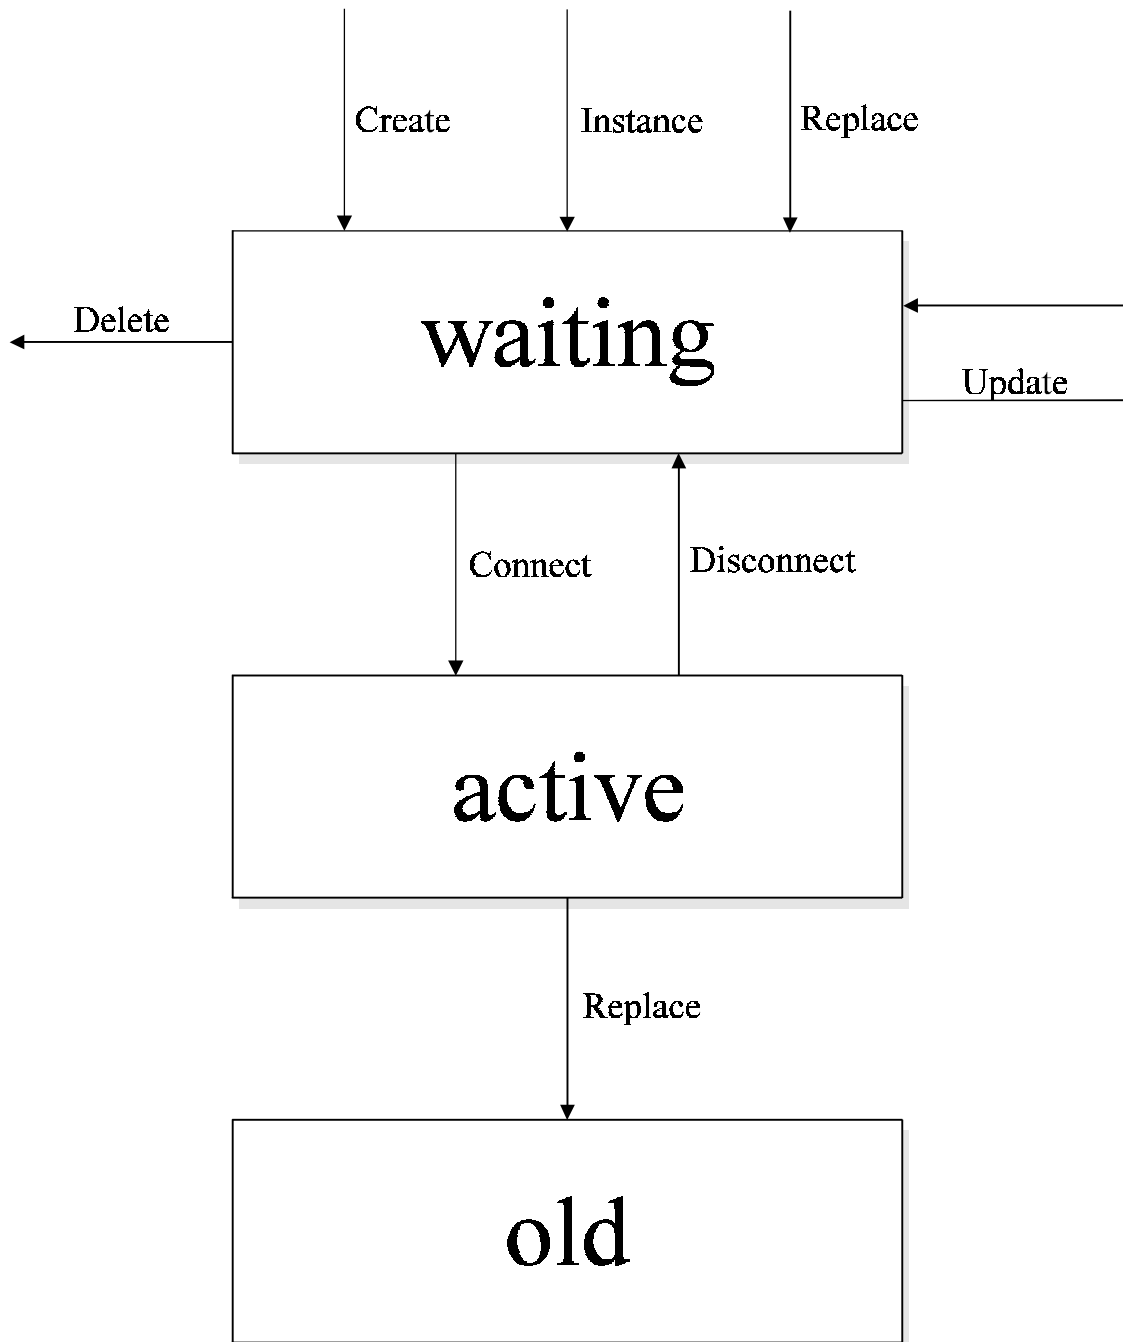 Create
Instance
Replace
Delete
waiting
Update
Connect
Disconnect
active
Replace
old